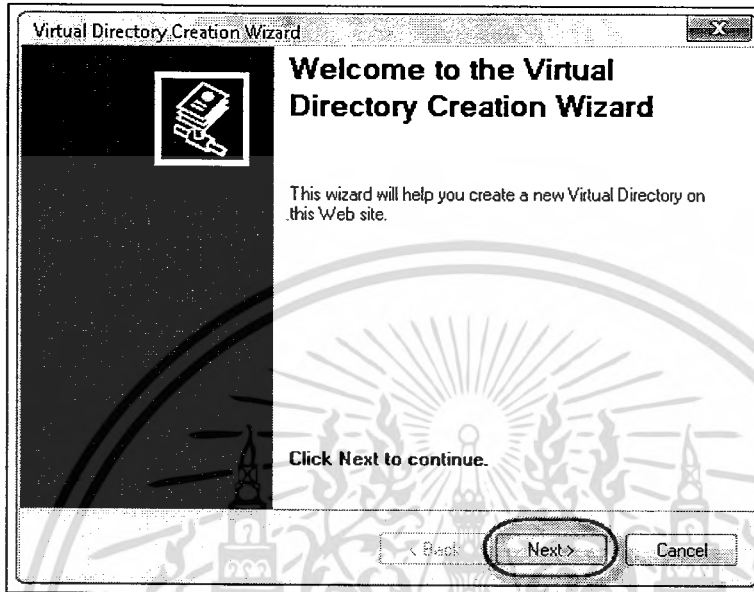 Virtual Directory Creation Wizard
Welcome to the Virtual
Directory Creation Wizard
This wizard will help you create a new Virtual Directory on
this Web site.
Click Next to continue.
< Back
Next >
Cancel